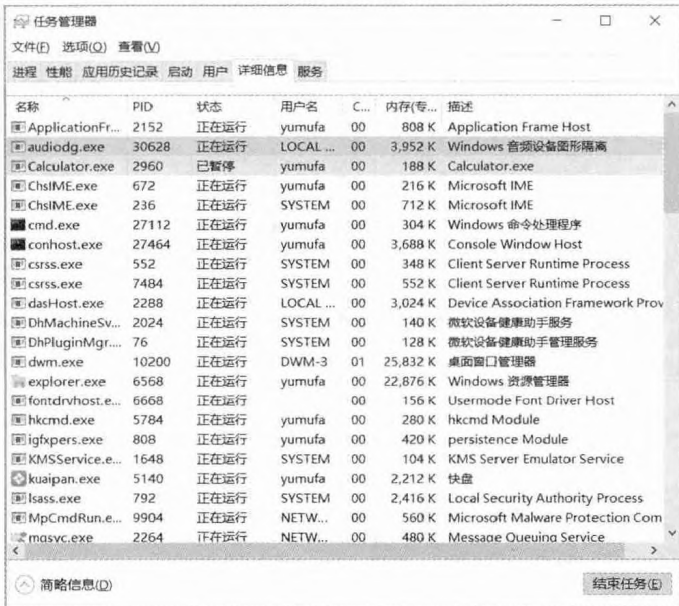 任务管理器
文件(F) 选项(O) 查看(V)
进程 性能 应用历史记录 启动 用户 详细信息 服务
名称 PID 状态 用户名 C... 内存(专... 描述
ApplicationFr... 2152 正在运行 yumufa 00 808 K Application Frame Host
audiodg.exe 30628 正在运行 LOCAL ... 00 3,952 K Windows 音频设备图形隔离
Calculator.exe 2960 已暂停 yumufa 00 188 K Calculator.exe
ChsIME.exe 672 正在运行 yumufa 00 216 K Microsoft IME
ChsIME.exe 236 正在运行 SYSTEM 00 712 K Microsoft IME
cmd.exe 27112 正在运行 yumufa 00 304 K Windows 命令处理程序
conhost.exe 27464 正在运行 yumufa 00 3,688 K Console Window Host
csrss.exe 552 正在运行 SYSTEM 00 348 K Client Server Runtime Process
csrss.exe 7484 正在运行 SYSTEM 00 552 K Client Server Runtime Process
dasHost.exe 2288 正在运行 LOCAL ... 00 3,024 K Device Association Framework Prov
DhMachineSv... 2024 正在运行 SYSTEM 00 140 K 微软设备健康助手服务
DhPluginMgr.... 76 正在运行 SYSTEM 00 128 K 微软设备健康助手管理服务
dwm.exe 10200 正在运行 DWM-3 01 25,832 K 桌面窗口管理器
explorer.exe 6568 正在运行 yumufa 00 22,876 K Windows 资源管理器
fontdrvhost.e... 6668 正在运行 00 156 K Usermode Font Driver Host
hkcmd.exe 5784 正在运行 yumufa 00 280 K hkcmd Module
igfxpers.exe 808 正在运行 yumufa 00 420 K persistence Module
KMSService.e... 1648 正在运行 SYSTEM 00 104 K KMS Server Emulator Service
kuaipan.exe 5140 正在运行 yumufa 00 2,212 K 快盘
lsass.exe 792 正在运行 SYSTEM 00 2,416 K Local Security Authority Process
MpCmdRun.e... 9904 正在运行 NETW... 00 560 K Microsoft Malware Protection Com
mqsvc.exe 2264 正在运行 NETW... 00 480 K Message Queuing Service
简略信息(D) 结束任务(E)